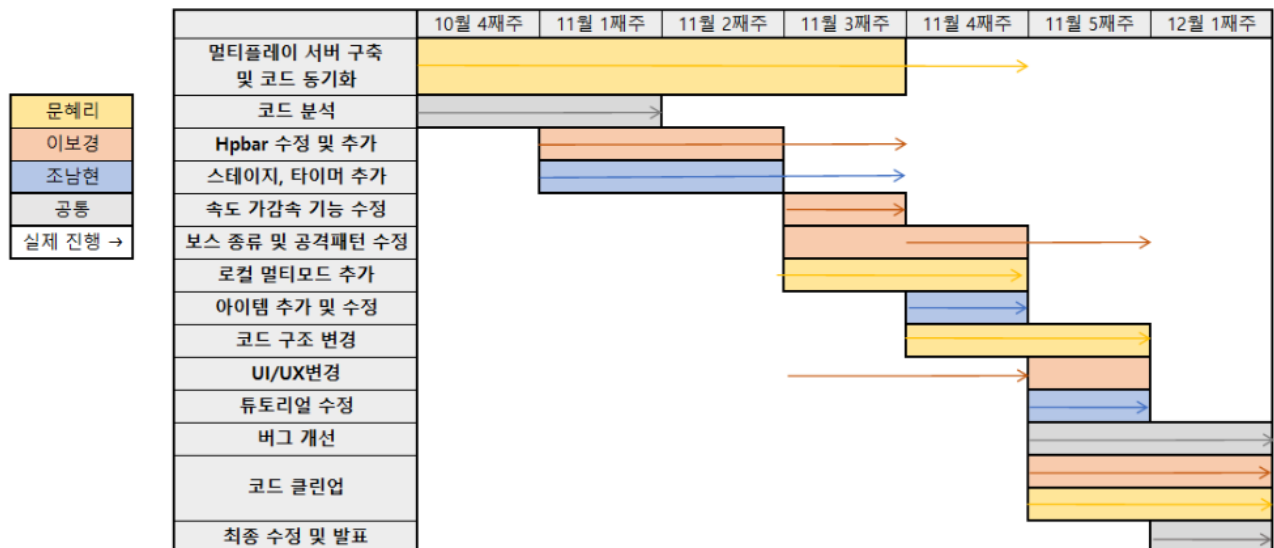 10월 4째주 11월 1째주 11월 2째주 11월 3째주 11월 4째주 11월 5째주 12월 1째주
멀티플레이 서버 구축
및 코드 동기화
코드 분석
Hpbar 수정 및 추가
스테이지, 타이머 추가
속도 가감속 기능 수정
보스 종류 및 공격패턴 수정
로컬 멀티모드 추가
아이템 추가 및 수정
코드 구조 변경
UI/UX변경
튜토리얼 수정
버그 개선
코드 클린업
최종 수정 및 발표
문혜리
이보경
조남현
공통
실제 진행 →